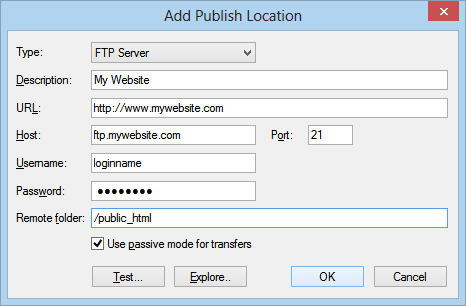 Add Publish Location
Type: FTP Server
Description: My Website
URL: http://www.mywebsite.com
Host: ftp.mywebsite.com Port: 21
Username: loginname
Password: ●●●●●●●●
Remote folder: /public_html
Use passive mode for transfers
Test... Explore.. OK Cancel